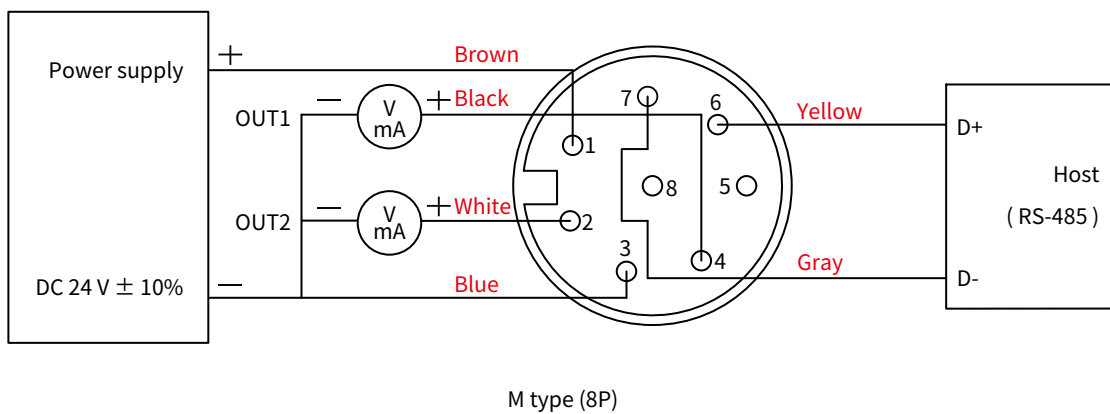 Power supply
+
Brown
OUT1
—
V
mA
+
Black
7
6
Yellow
D+
1
Host
8
5
( RS-485 )
OUT2
—
V
mA
+
White
2
3
4
Gray
D-
DC 24 V ± 10%
—
Blue
M type (8P)